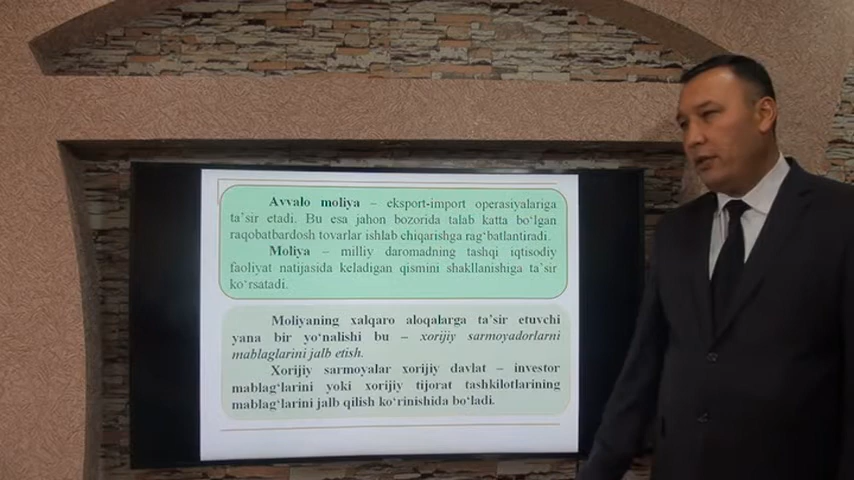 Avvalo moliya – eksport-import operasiyalariga
ta’sir etadi. Bu esa jahon bozorida talab katta bo‘lgan
raqobatbardosh tovarlar ishlab chiqarishga rag‘batlantiradi.
Moliya – milliy daromadning tashqi iqtisodiy
faoliyat natijasida keladigan qismini shakllanishiga ta’sir
ko‘rsatadi.
Moliyaning xalqaro aloqalarga ta’sir etuvchi
yana bir yo‘nalishi bu – xorijiy sarmoyadorlarni
mablaglarini jalb etish.
Xorijiy sarmoyalar xorijiy davlat – investor
mablag‘larini yoki xorijiy tijorat tashkilotlarining
mablag‘larini jalb qilish ko‘rinishida bo‘ladi.